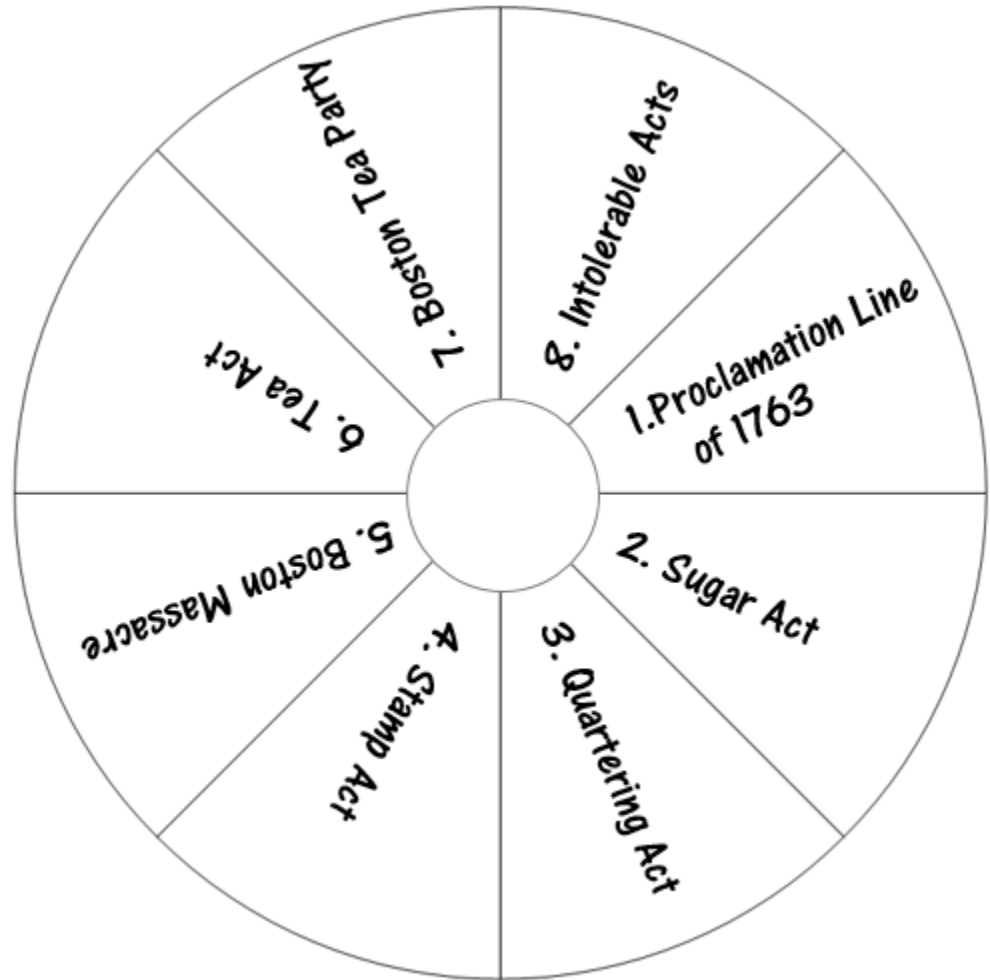 1.Proclamation Line
of 1763
2. Sugar Act
3. Quartering Act
4. Stamp Act
5. Boston Massacre
6. Tea Act
7. Boston Tea Party
8. Intolerable Acts